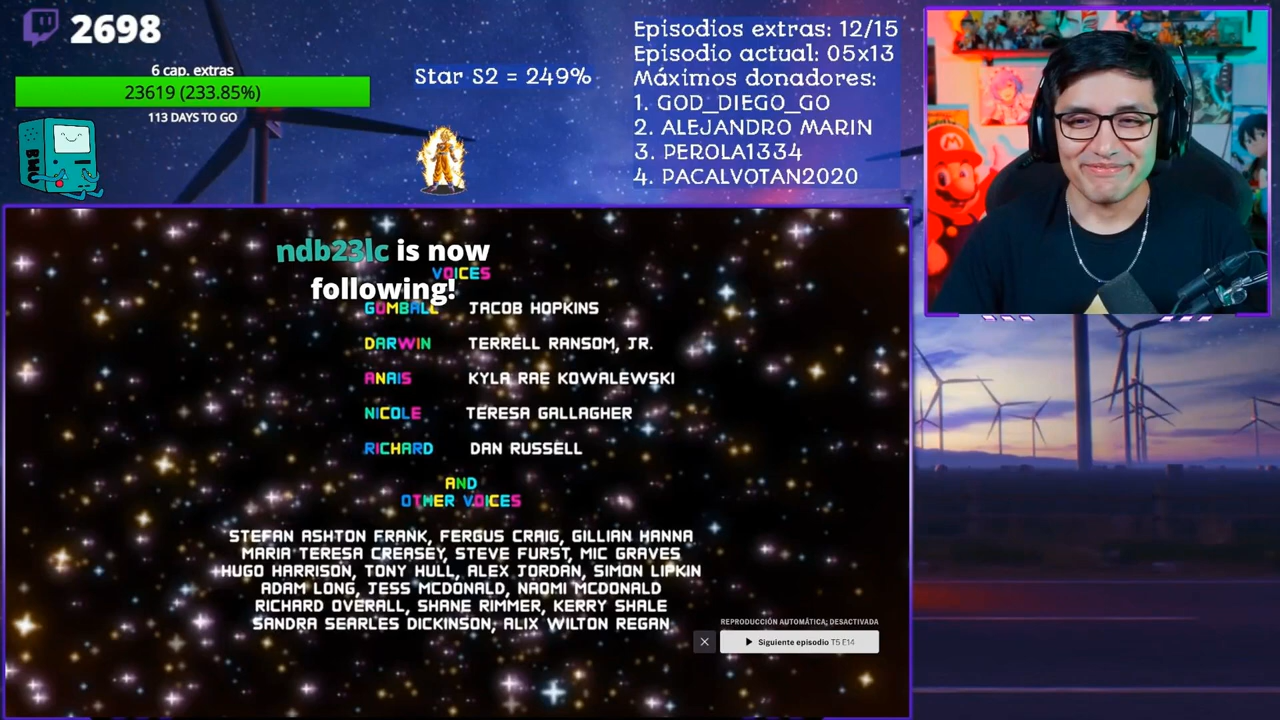 2698
6 cap. extras
23619 (233.85%)
113 DAYS TO GO
BMO
Star S2 = 249%
Episodios extras: 12/15
Episodio actual: 05x13
Máximos donadores:
1. GOD_DIEGO_GO
2. ALEJANDRO MARIN
3. PEROLA1334
4. PACALVOTAN2020
ndb23lc is now
following!
VOICES
GUMBALL JACOB HOPKINS
DARWIN TERRELL RANSOM, JR.
ANAIS KYLA RAE KOWALEWSKI
NICOLE TERESA GALLAGHER
RICHARD DAN RUSSELL
AND
OTHER VOICES
STEFAN ASHTON FRANK, FERGUS CRAIG, GILLIAN HANNA
MARIA TERESA CREASEY, STEVE FURST, MIC GRAVES
HUGO HARRISON, TONY HULL, ALEX JORDAN, SIMON LIPKIN
ADAM LONG, JESS MCDONALD, NAOMI MCDONALD
RICHARD OVERALL, SHANE RIMMER, KERRY SHALE
SANDRA SEARLES DICKINSON, ALIX WILTON REGAN
REPRODUCCIÓN AUTOMÁTICA: DESACTIVADA
Siguiente episodio T5 E14